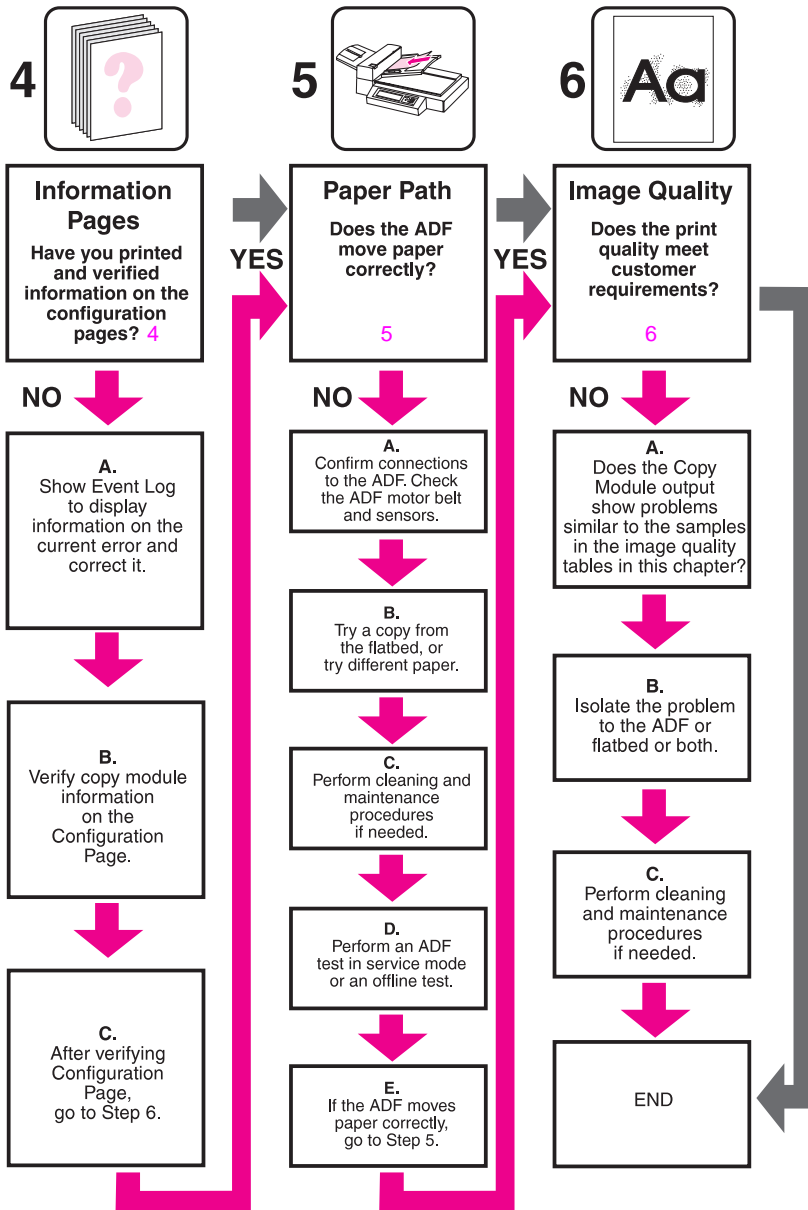 4
?
Information
Pages
Have you printed
and verified
information on the
configuration
pages? 4
YES
NO
A.
Show Event Log
to display
information on the
current error and
correct it.
B.
Verify copy module
information
on the
Configuration
Page.
C.
After verifying
Configuration
Page,
go to Step 6.
5
Paper Path
Does the ADF
move paper
correctly?
5
YES
NO
A.
Confirm connections
to the ADF. Check
the ADF motor belt
and sensors.
B.
Try a copy from
the flatbed, or
try different paper.
C.
Perform cleaning and
maintenance
procedures
if needed.
D.
Perform an ADF
test in service mode
or an offline test.
E.
If the ADF moves
paper correctly,
go to Step 5.
6
Aa
Image Quality
Does the print
quality meet
customer
requirements?
6
NO
A.
Does the Copy
Module output
show problems
similar to the samples
in the image quality
tables in this chapter?
B.
Isolate the problem
to the ADF or
flatbed or both.
C.
Perform cleaning
and maintenance
procedures
if needed.
END